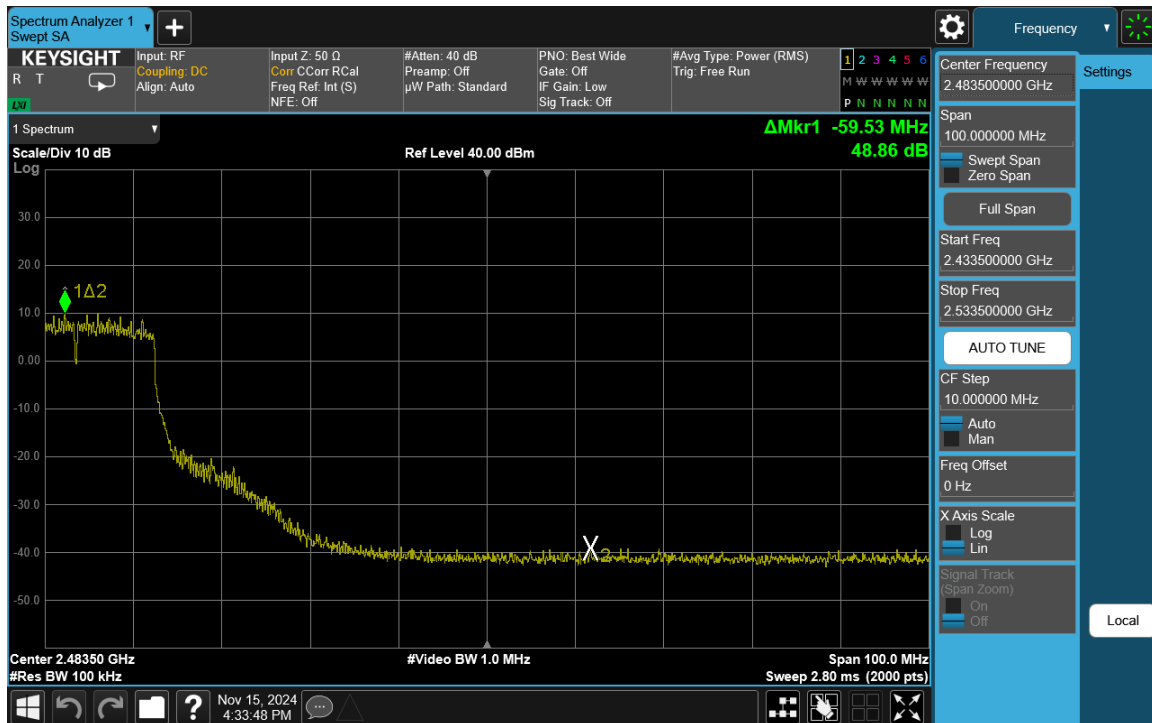 Spectrum Analyzer 1
Swept SA
+
Frequency
KEYSIGHT
R T
LXI
Input: RF
Coupling: DC
Align: Auto
Input Z: 50 Ω
Corr CCorr RCal
Freq Ref: Int (S)
NFE: Off
#Atten: 40 dB
Preamp: Off
µW Path: Standard
PNO: Best Wide
Gate: Off
IF Gain: Low
Sig Track: Off
#Avg Type: Power (RMS)
Trig: Free Run
1 2 3 4 5 6
M W W W W W
P N N N N N
1 Spectrum
ΔMkr1 -59.53 MHz
Scale/Div 10 dB
Ref Level 40.00 dBm
48.86 dB
Log
30.0
20.0
1Δ2
10.0
0.00
-10.0
-20.0
-30.0
-40.0
X
-50.0
Center 2.48350 GHz
#Video BW 1.0 MHz
Span 100.0 MHz
#Res BW 100 kHz
Sweep 2.80 ms (2000 pts)
Center Frequency
2.483500000 GHz
Settings
Span
100.000000 MHz
Swept Span
Zero Span
Full Span
Start Freq
2.433500000 GHz
Stop Freq
2.533500000 GHz
AUTO TUNE
CF Step
10.000000 MHz
Auto
Man
Freq Offset
0 Hz
X Axis Scale
Log
Lin
Signal Track
(Span Zoom)
On
Off
Local
?
Nov 15, 2024
4:33:48 PM